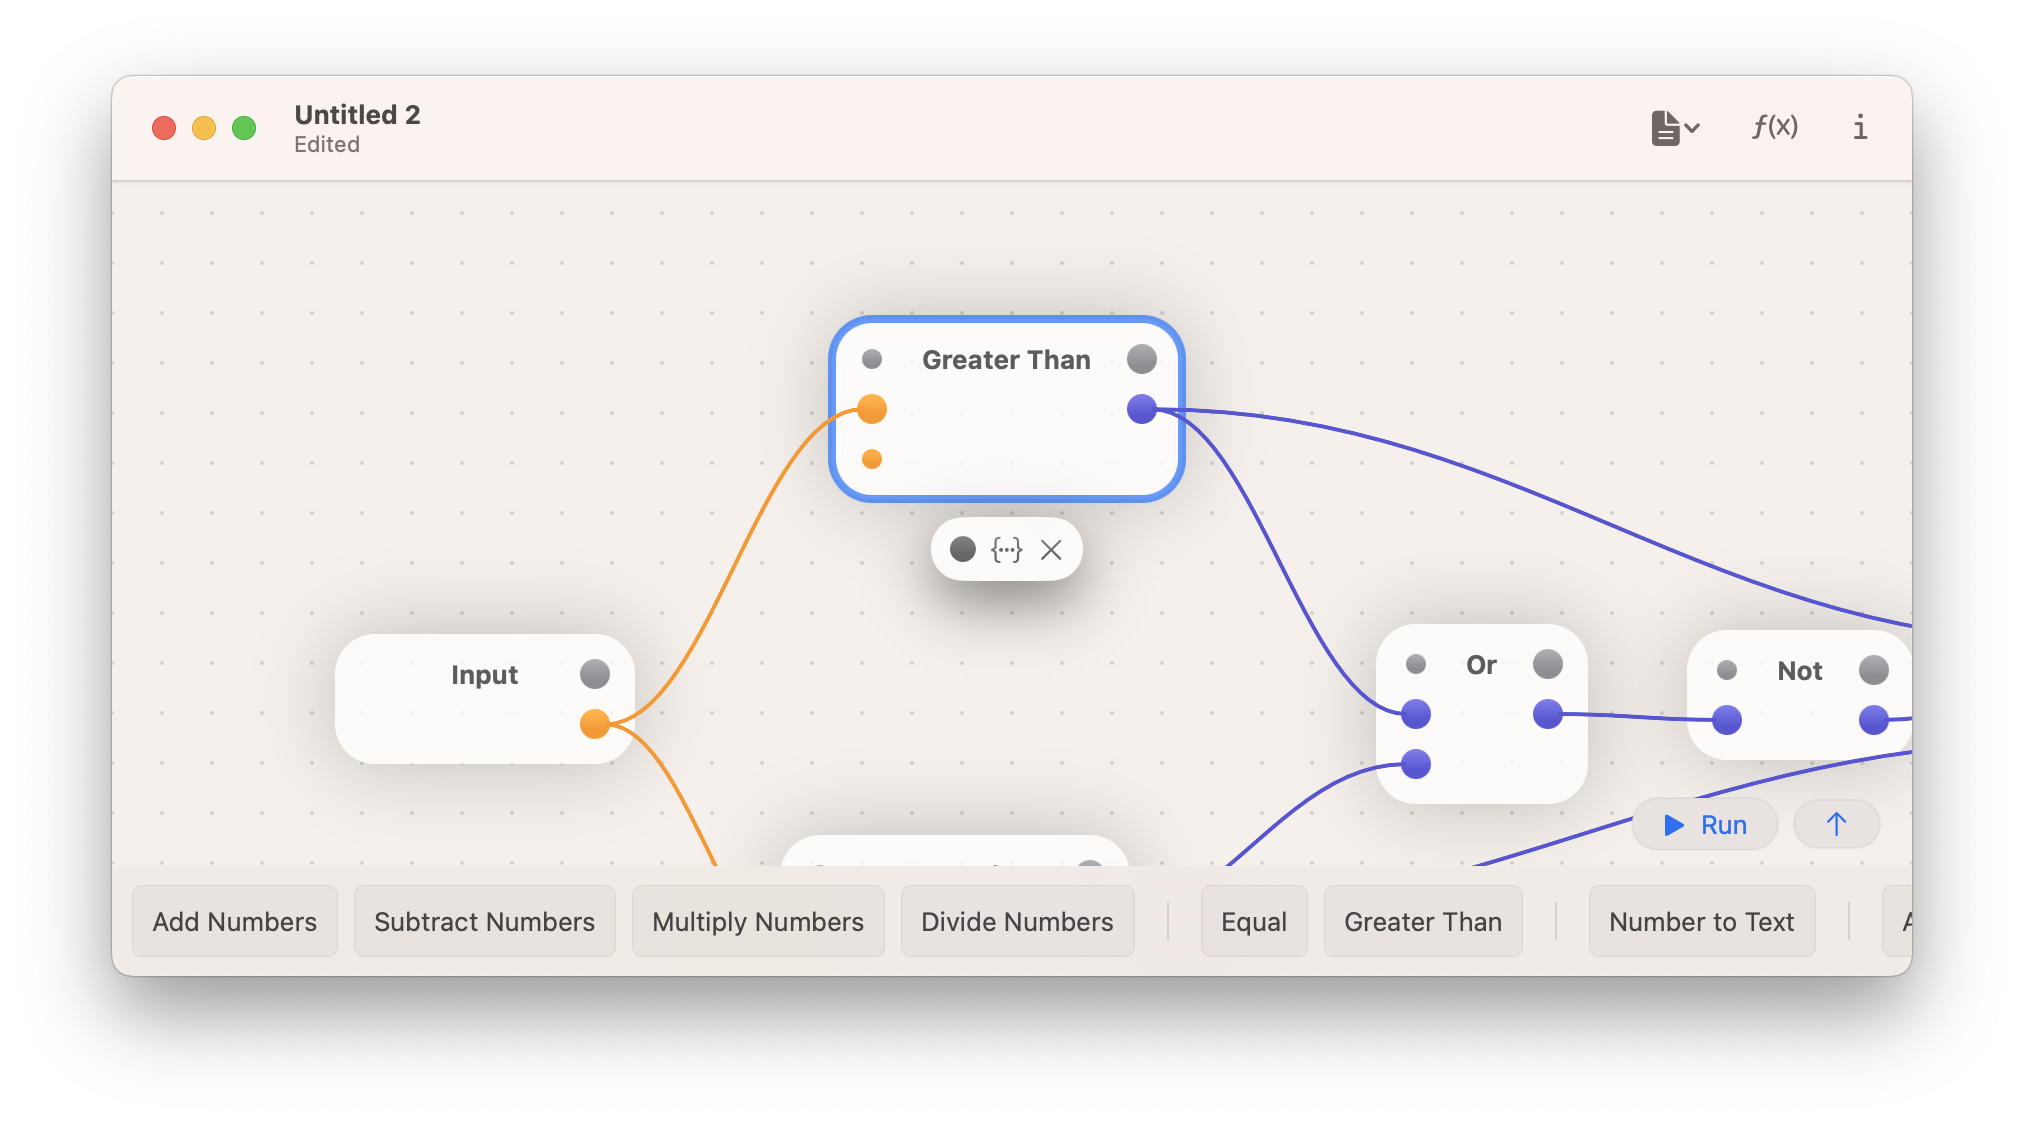 Untitled 2
Edited
f(x)
i
Greater Than
{...}
Input
Or
Not
Run
Add Numbers
Subtract Numbers
Multiply Numbers
Divide Numbers
Equal
Greater Than
Number to Text